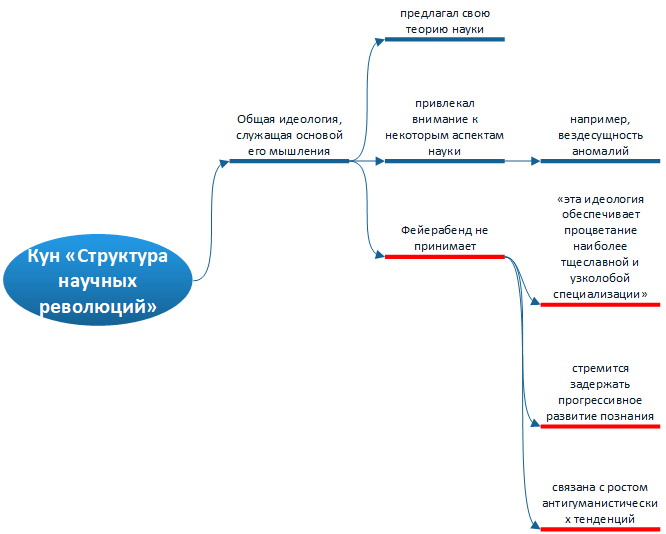 Кун «Структура
научных
революций»
Общая идеология,
служащая основой
его мышления
предлагал свою
теорию науки
привлекал
внимание к
некоторым аспектам
науки
например,
вездесущность
аномалий
Фейерабенд не
принимает
«эта идеология
обеспечивает
процветание
наиболее
тщеславной и
узколобой
специализации»
стремится
задержать
прогрессивное
развитие познания
связана с ростом
антигуманистически
х тенденций